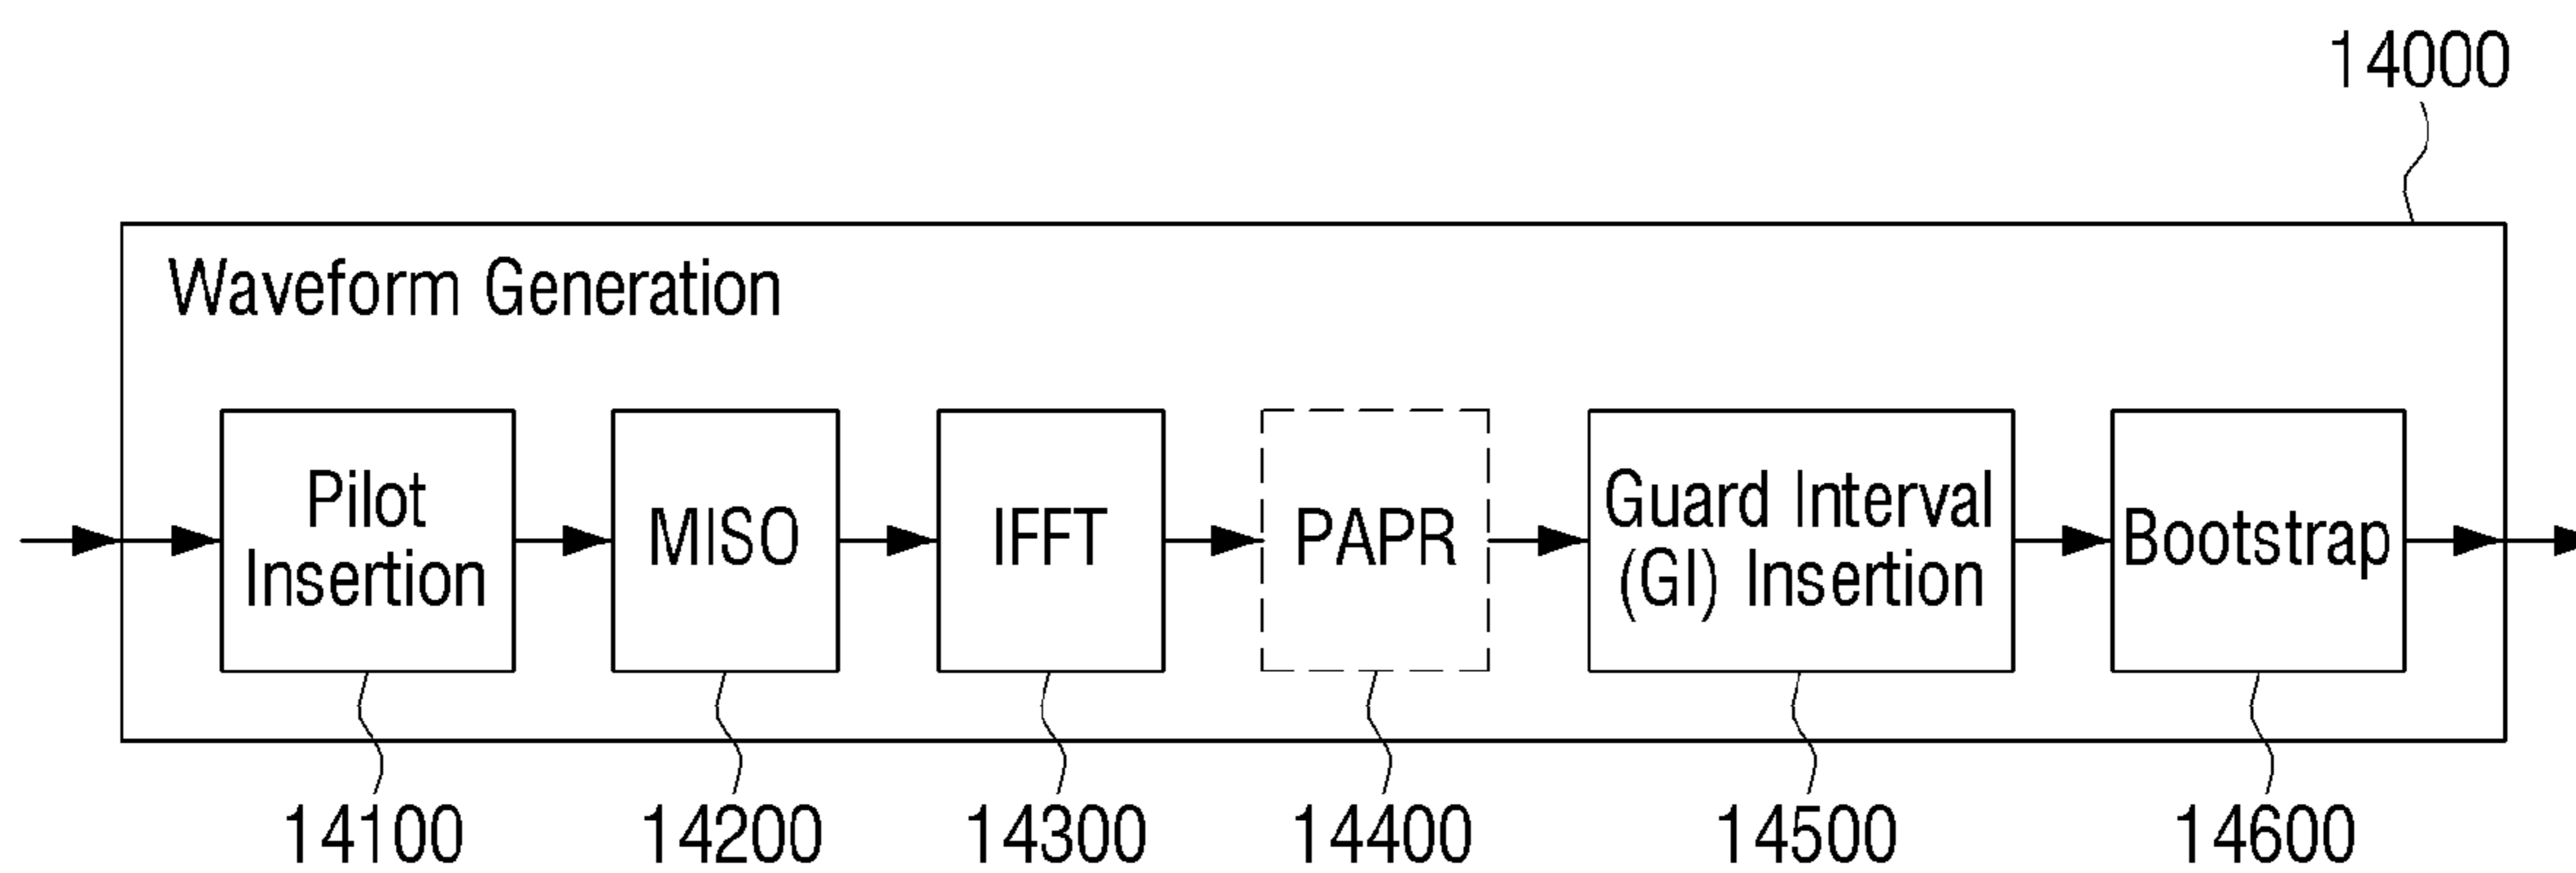 14000
Waveform Generation
Pilot
Insertion
MISO
IFFT
PAPR
Guard Interval
(GI) Insertion
Bootstrap
14100
14200
14300
14400
14500
14600